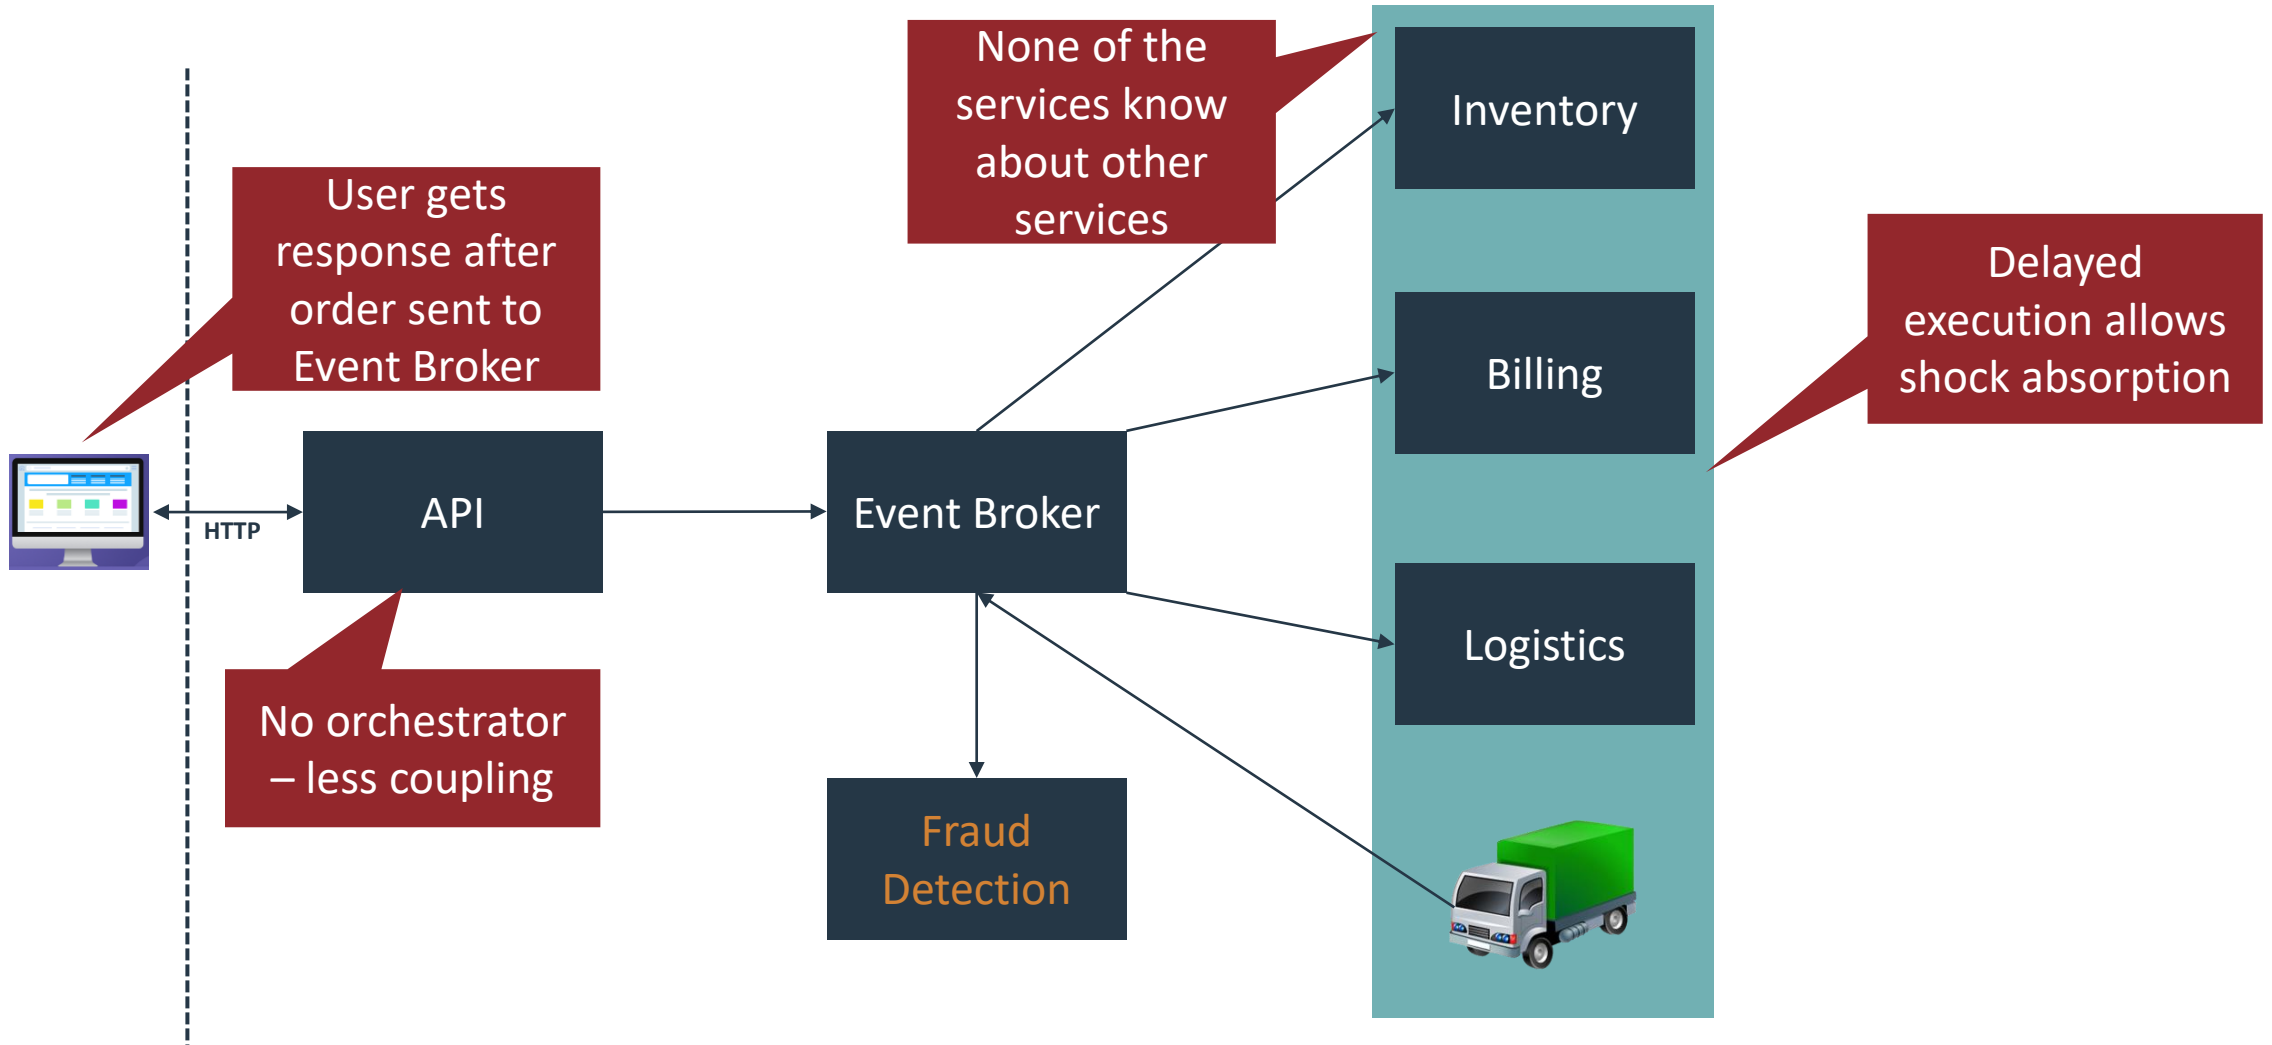 None of the
services know
about other
services
Inventory
User gets
response after
order sent to
Event Broker
Delayed
execution allows
shock absorption
Billing
HTTP
API
Event Broker
Logistics
No orchestrator
– less coupling
Fraud
Detection